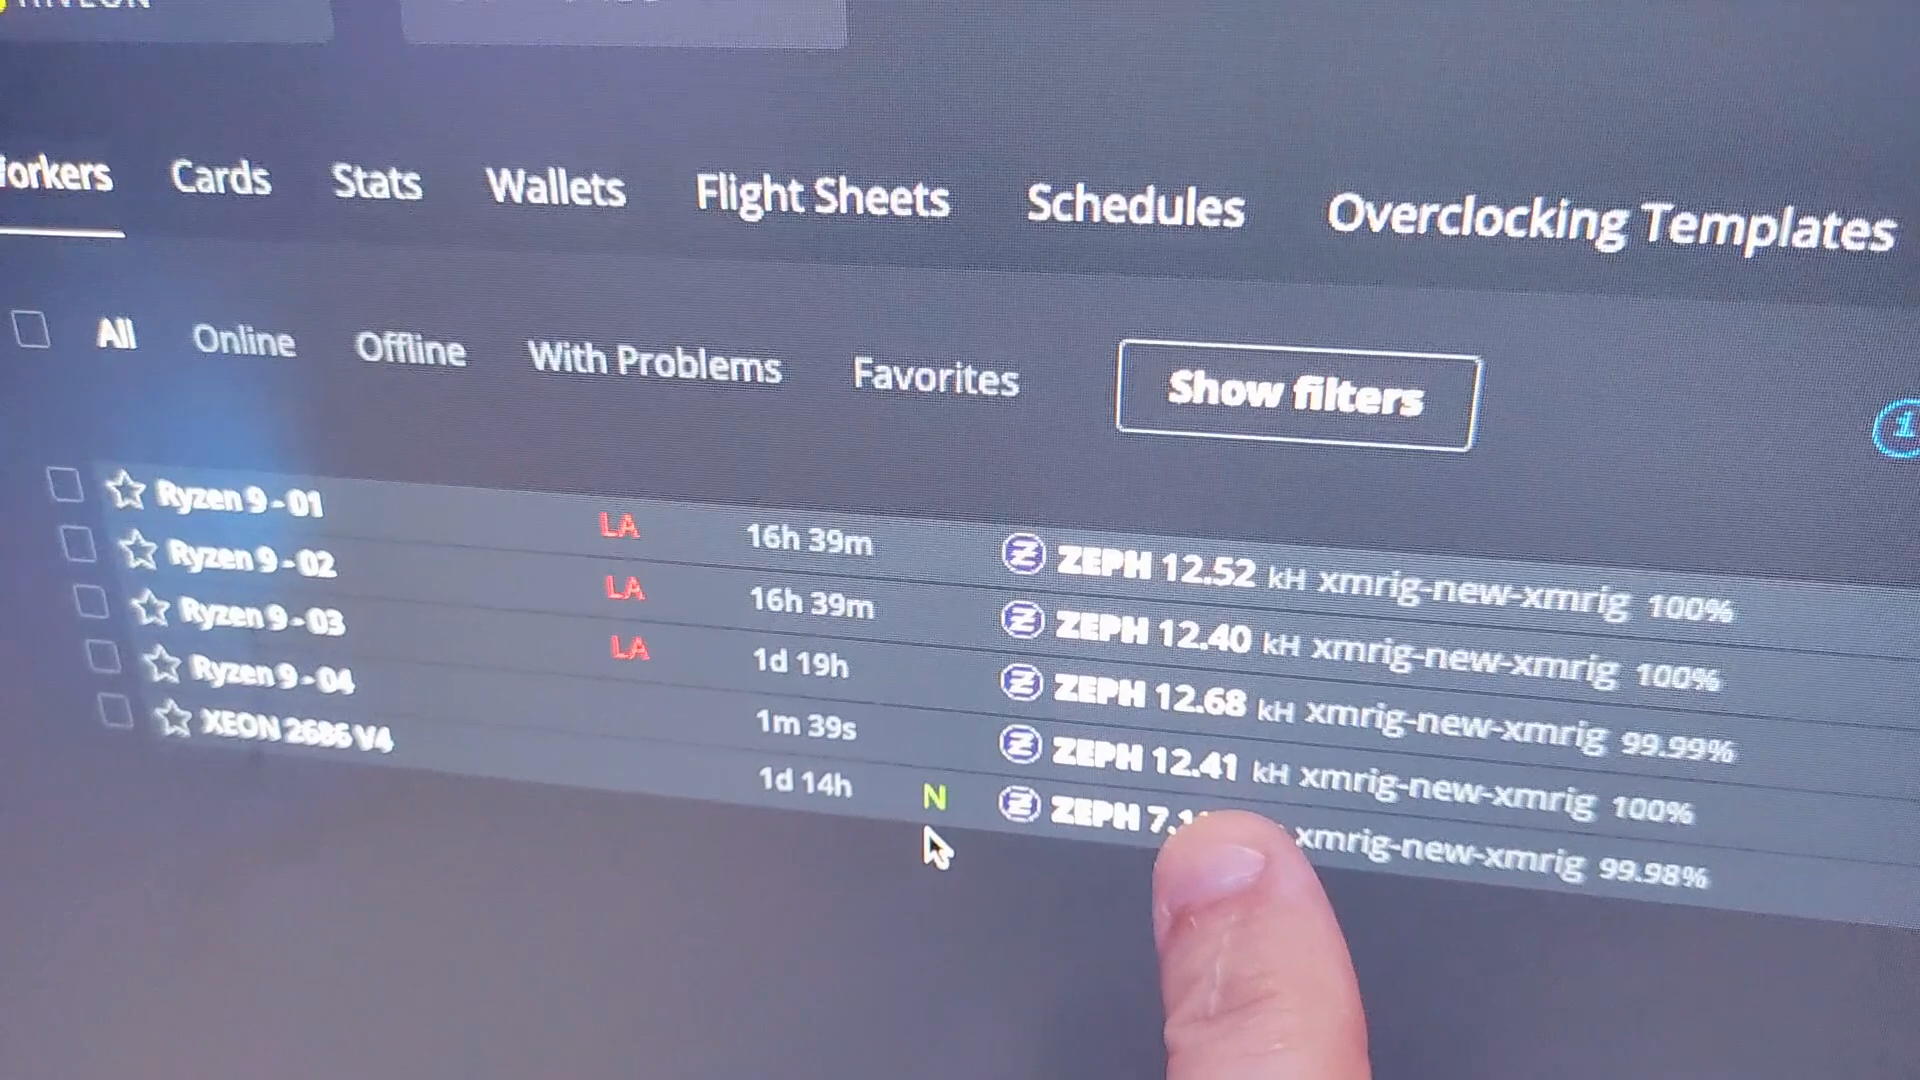 Cards Stats Wallets Flight Sheets Schedules Overclocking Templates
All Online Offline With Problems Favorites Show filters
Ryzen 9 - 01 LA 16h 39m ZEPH 12.52 kH xmrig-new-xmrig 100%
Ryzen 9 - 02 LA 16h 39m ZEPH 12.40 kH xmrig-new-xmrig 100%
Ryzen 9 - 03 LA 1d 19h ZEPH 12.68 kH xmrig-new-xmrig 99.99%
Ryzen 9 - 04 1m 39s ZEPH 12.41 kH xmrig-new-xmrig 100%
XEON 2686 V4 1d 14h N ZEPH xmrig-new-xmrig 99.98%